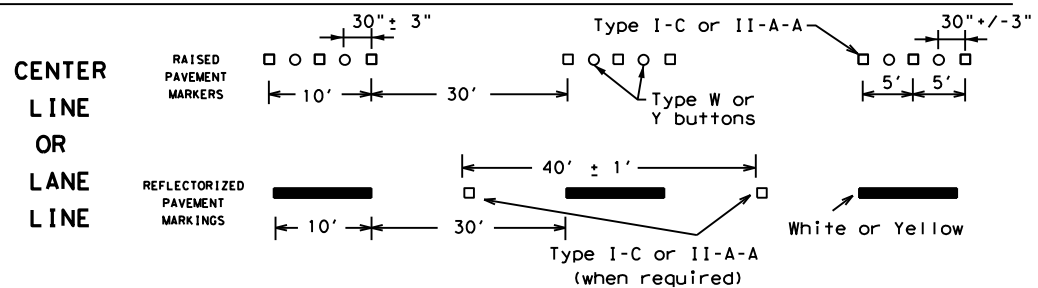 CENTER
LINE
OR
LANE
LINE
RAISED
PAVEMENT
MARKERS
30"± 3"
10'
30'
Type I-C or II-A-A
Type W or
Y buttons
30"+/-3"
5'
5'
REFLECTORIZED
PAVEMENT
MARKINGS
10'
30'
40' ± 1'
Type I-C or II-A-A
(when required)
White or Yellow